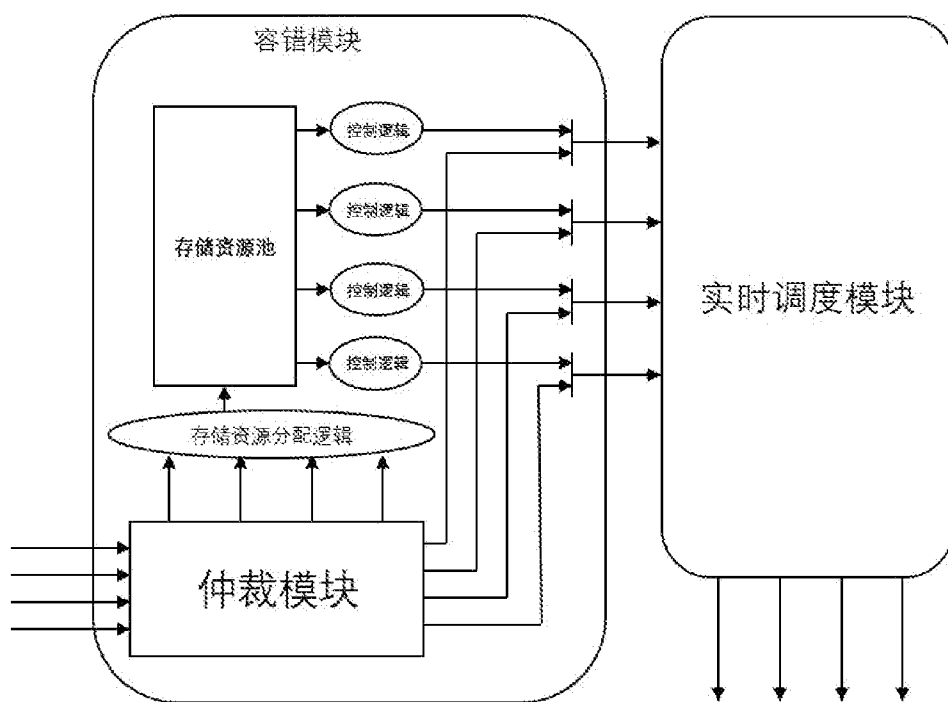 容错模块
控制逻辑
控制逻辑
存储资源池
控制逻辑
控制逻辑
存储资源分配逻辑
仲裁模块
实时调度模块